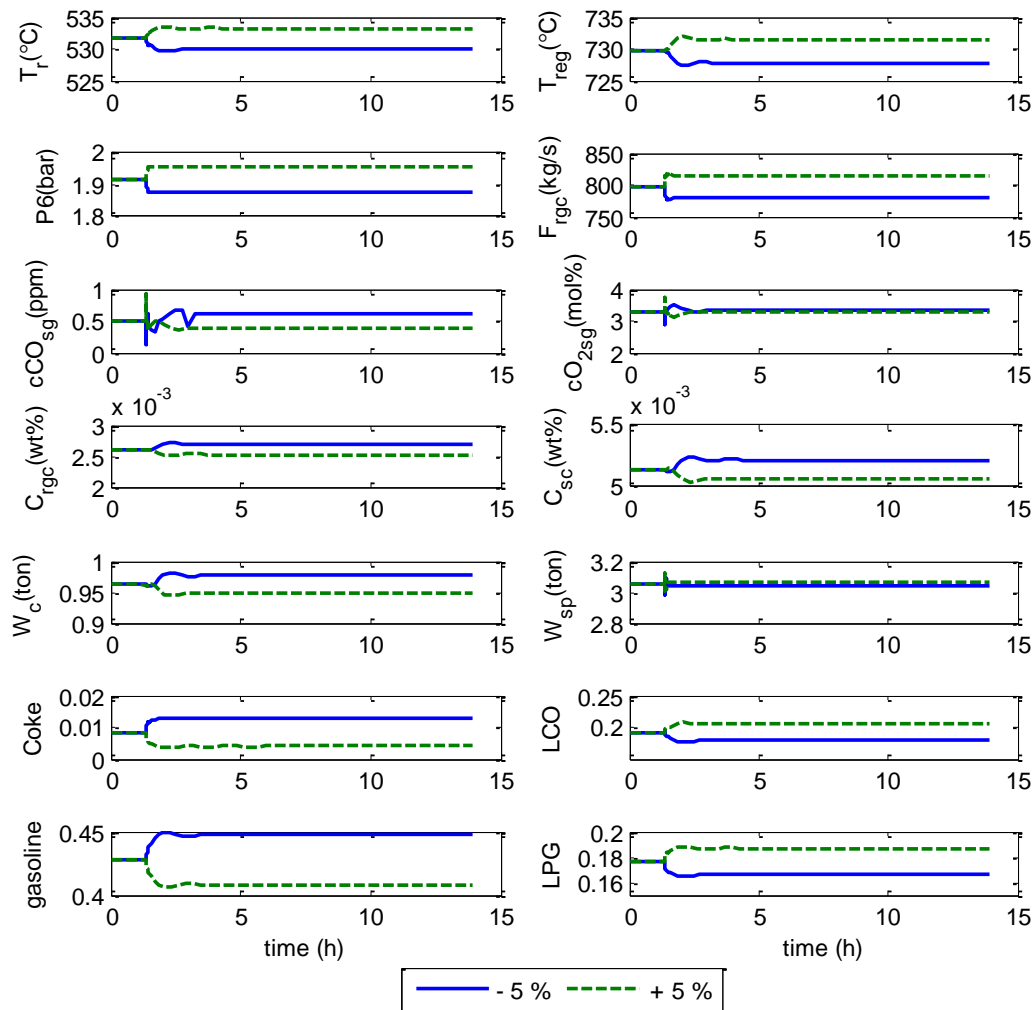 T_r(°C)
535
530
525
0 5 10 15
T_reg(°C)
735
730
725
0 5 10 15
P6(bar)
2
1.9
1.8
0 5 10 15
F_rgc(kg/s)
850
800
750
0 5 10 15
cCO_sg(ppm)
1
0.5
0
0 5 10 15
cO_2sg(mol%)
4
3
2
0 5 10 15
x 10^-3
C_rgc(wt%)
3
2.5
2
0 5 10 15
x 10^-3
C_sc(wt%)
5.5
5
0 5 10 15
W_c(ton)
1
0.95
0.9
0 5 10 15
W_sp(ton)
3.2
3
2.8
0 5 10 15
Coke
0.02
0.01
0
0 5 10 15
LCO
0.25
0.2
0 5 10 15
gasoline
0.45
0.4
0 5 10 15
time (h)
LPG
0.2
0.18
0.16
0 5 10 15
time (h)
- 5 %
+ 5 %